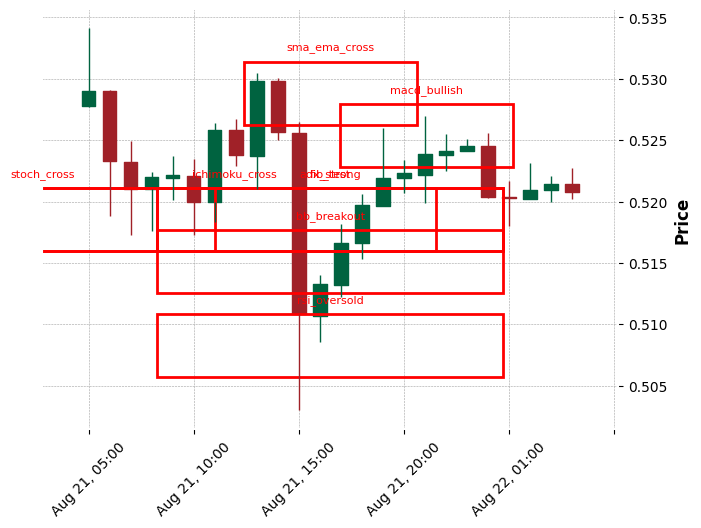 sma_ema_cross
macd_bullish
stoch_cross
ichimoku_cross
bb_breakout
rsi_oversold
0.535
0.530
0.525
0.520
0.515
0.510
0.505
Price
Aug 21, 05:00
Aug 21, 10:00
Aug 21, 15:00
Aug 21, 20:00
Aug 22, 01:00